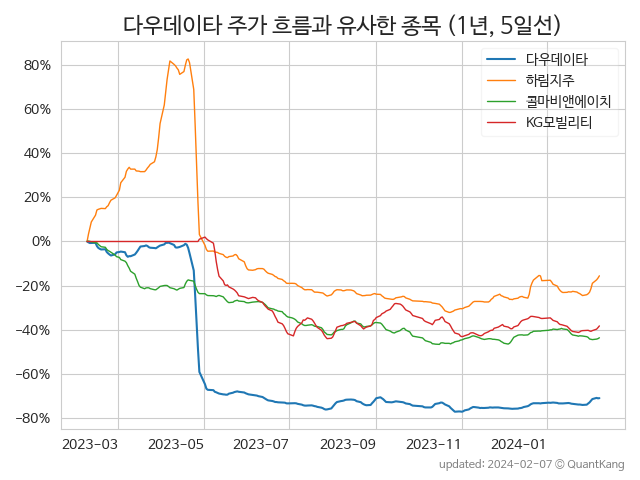 다우데이타 주가 흐름과 유사한 종목 (1년, 5일선)
다우데이타
하림지주
콜마비앤에이치
KG모빌리티
80%
60%
40%
20%
0%
−20%
−40%
−60%
−80%
2023-03 2023-05 2023-07 2023-09 2023-11 2024-01
updated: 2024-02-07 © QuantKang